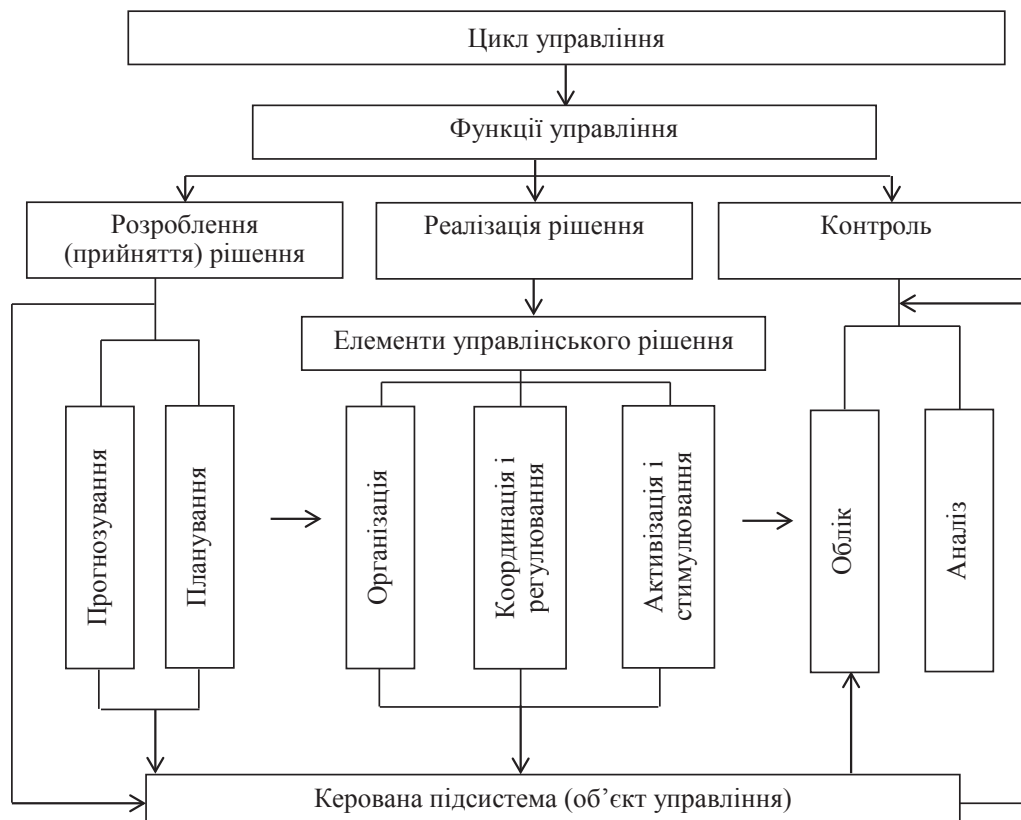 Цикл управління
Функції управління
Розроблення
(прийняття) рішення
Реалізація рішення
Контроль
Елементи управлінського рішення
Прогнозування
Планування
Організація
Координація і
регулювання
Активізація і
стимулювання
Облік
Аналіз
Керована підсистема (об’єкт управління)